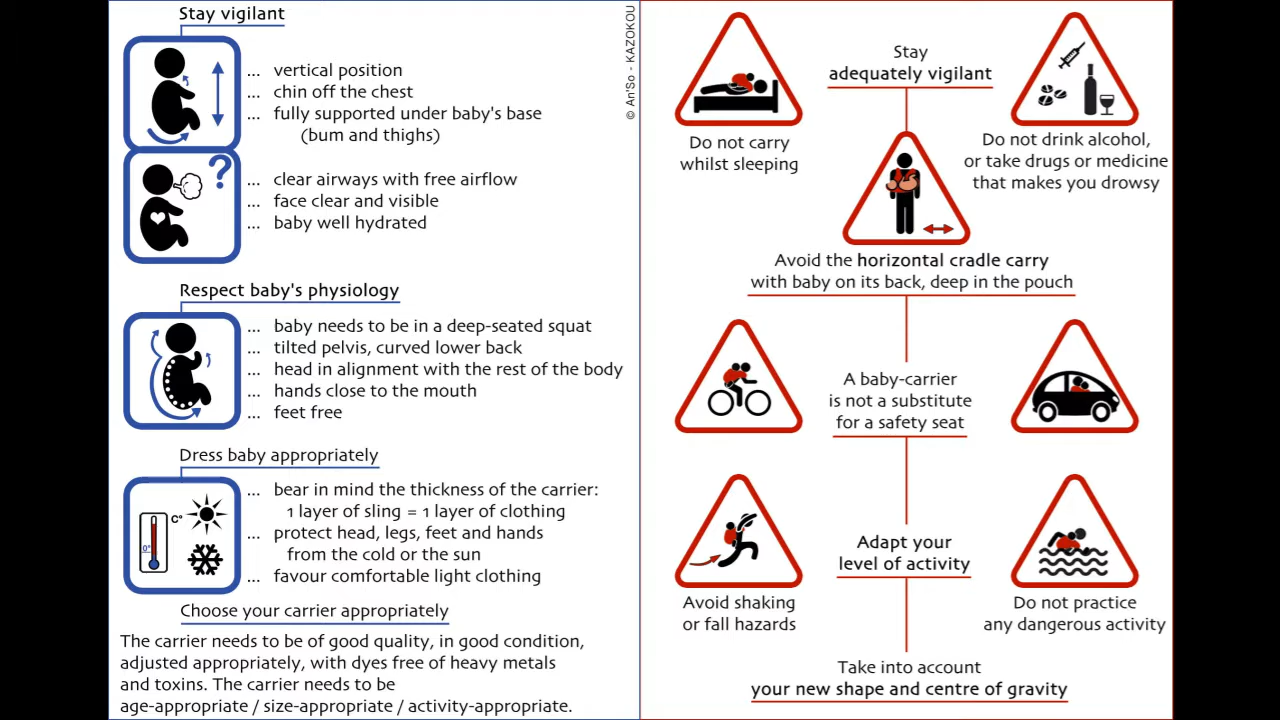 Stay vigilant
... vertical position
... chin off the chest
... fully supported under baby's base
(bum and thighs)
?
... clear airways with free airflow
... face clear and visible
... baby well hydrated
Respect baby's physiology
... baby needs to be in a deep-seated squat
... tilted pelvis, curved lower back
... head in alignment with the rest of the body
... hands close to the mouth
... feet free
Dress baby appropriately
C°
0°
... bear in mind the thickness of the carrier:
1 layer of sling = 1 layer of clothing
... protect head, legs, feet and hands
from the cold or the sun
... favour comfortable light clothing
Choose your carrier appropriately
The carrier needs to be of good quality, in good condition,
adjusted appropriately, with dyes free of heavy metals
and toxins. The carrier needs to be
age-appropriate / size-appropriate / activity-appropriate.
© An'So - KAZOKOU
Stay
adequately vigilant
Do not carry
whilst sleeping
Do not drink alcohol,
or take drugs or medicine
that makes you drowsy
Avoid the horizontal cradle carry
with baby on its back, deep in the pouch
A baby-carrier
is not a substitute
for a safety seat
Adapt your
level of activity
Avoid shaking
or fall hazards
Do not practice
any dangerous activity
Take into account
your new shape and centre of gravity